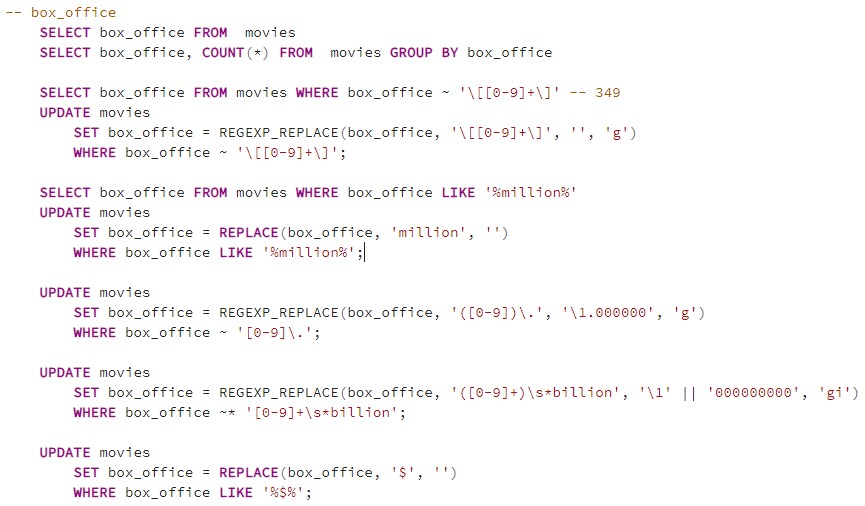 -- box_office
SELECT box_office FROM  movies
SELECT box_office, COUNT(*) FROM  movies GROUP BY box_office
SELECT box_office FROM movies WHERE box_office ~ '\[[0-9]+\]' -- 349
UPDATE movies
SET box_office = REGEXP_REPLACE(box_office, '\[[0-9]+\]', '', 'g')
WHERE box_office ~ '\[[0-9]+\]';
SELECT box_office FROM movies WHERE box_office LIKE '%million%'
UPDATE movies
SET box_office = REPLACE(box_office, 'million', '')
WHERE box_office LIKE '%million%';
UPDATE movies
SET box_office = REGEXP_REPLACE(box_office, '([0-9])\.', '\1.000000', 'g')
WHERE box_office ~ '[0-9]\.';
UPDATE movies
SET box_office = REGEXP_REPLACE(box_office, '([0-9]+)\s*billion', '\1' || '000000000', 'gi')
WHERE box_office ~* '[0-9]+\s*billion';
UPDATE movies
SET box_office = REPLACE(box_office, '$', '')
WHERE box_office LIKE '%$%';